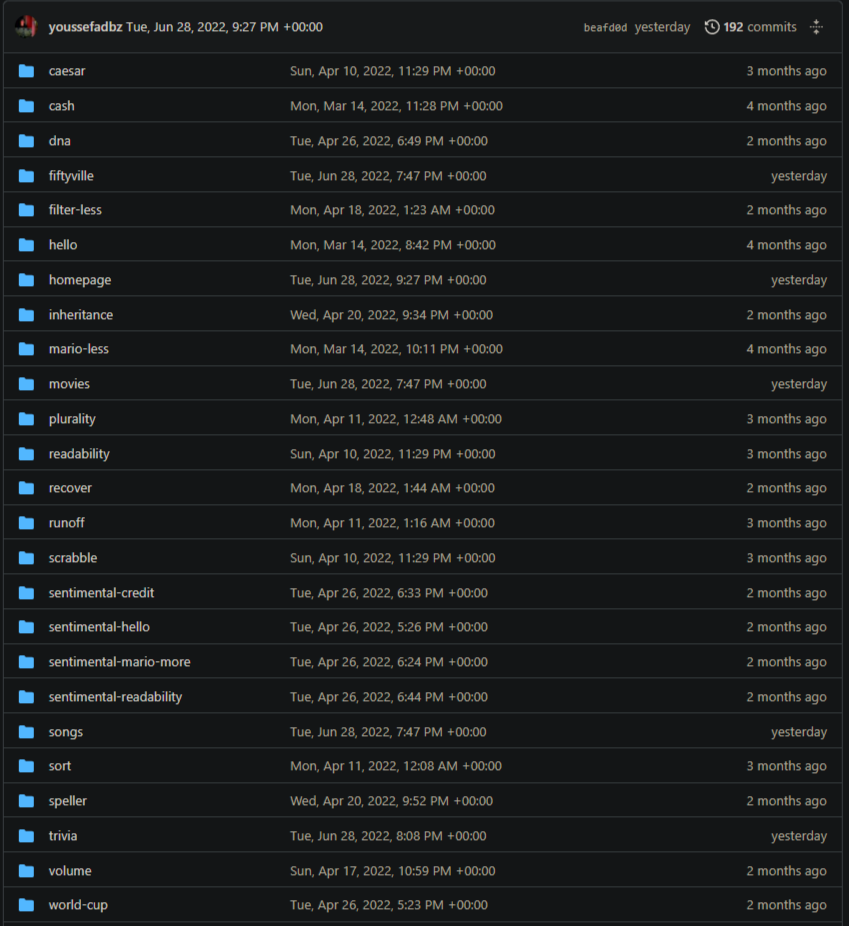 youssefadbz Tue, Jun 28, 2022, 9:27 PM +00:00 beafd0d yesterday 192 commits
caesar Sun, Apr 10, 2022, 11:29 PM +00:00 3 months ago
cash Mon, Mar 14, 2022, 11:28 PM +00:00 4 months ago
dna Tue, Apr 26, 2022, 6:49 PM +00:00 2 months ago
fiftyville Tue, Jun 28, 2022, 7:47 PM +00:00 yesterday
filter-less Mon, Apr 18, 2022, 1:23 AM +00:00 2 months ago
hello Mon, Mar 14, 2022, 8:42 PM +00:00 4 months ago
homepage Tue, Jun 28, 2022, 9:27 PM +00:00 yesterday
inheritance Wed, Apr 20, 2022, 9:34 PM +00:00 2 months ago
mario-less Mon, Mar 14, 2022, 10:11 PM +00:00 4 months ago
movies Tue, Jun 28, 2022, 7:47 PM +00:00 yesterday
plurality Mon, Apr 11, 2022, 12:48 AM +00:00 3 months ago
readability Sun, Apr 10, 2022, 11:29 PM +00:00 3 months ago
recover Mon, Apr 18, 2022, 1:44 AM +00:00 2 months ago
runoff Mon, Apr 11, 2022, 1:16 AM +00:00 3 months ago
scrabble Sun, Apr 10, 2022, 11:29 PM +00:00 3 months ago
sentimental-credit Tue, Apr 26, 2022, 6:33 PM +00:00 2 months ago
sentimental-hello Tue, Apr 26, 2022, 5:26 PM +00:00 2 months ago
sentimental-mario-more Tue, Apr 26, 2022, 6:24 PM +00:00 2 months ago
sentimental-readability Tue, Apr 26, 2022, 6:44 PM +00:00 2 months ago
songs Tue, Jun 28, 2022, 7:47 PM +00:00 yesterday
sort Mon, Apr 11, 2022, 12:08 AM +00:00 3 months ago
speller Wed, Apr 20, 2022, 9:52 PM +00:00 2 months ago
trivia Tue, Jun 28, 2022, 8:08 PM +00:00 yesterday
volume Sun, Apr 17, 2022, 10:59 PM +00:00 2 months ago
world-cup Tue, Apr 26, 2022, 5:23 PM +00:00 2 months ago